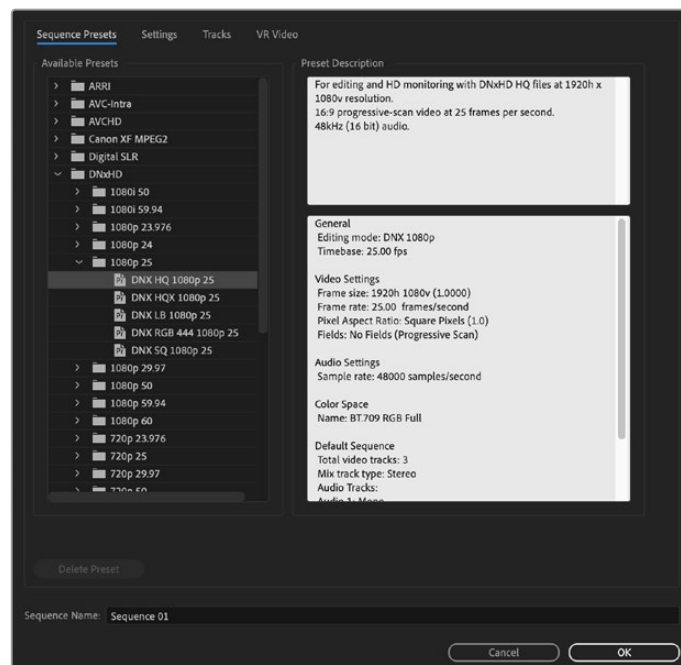 Sequence Presets Settings Tracks VR Video
Available Presets
ARRI
AVC-Intra
AVCHD
Canon XF MPEG2
Digital SLR
DNxHD
1080i 50
1080i 59.94
1080p 23.976
1080p 24
1080p 25
DNX HQ 1080p 25
DNX HQX 1080p 25
DNX LB 1080p 25
DNX RGB 444 1080p 25
DNX SQ 1080p 25
1080p 29.97
1080p 50
1080p 59.94
1080p 60
720p 23.976
720p 25
720p 29.97
720p 50
Preset Description
For editing and HD monitoring with DNxHD HQ files at 1920h x
1080v resolution.
16:9 progressive-scan video at 25 frames per second.
48kHz (16 bit) audio.
General
Editing mode: DNX 1080p
Timebase: 25.00 fps
Video Settings
Frame size: 1920h 1080v (1.0000)
Frame rate: 25.00 frames/second
Pixel Aspect Ratio: Square Pixels (1.0)
Fields: No Fields (Progressive Scan)
Audio Settings
Sample rate: 48000 samples/second
Color Space
Name: BT.709 RGB Full
Default Sequence
Total video tracks: 3
Mix track type: Stereo
Audio Tracks:
Audio 1: Mono
Delete Preset
Sequence Name: Sequence 01
Cancel OK